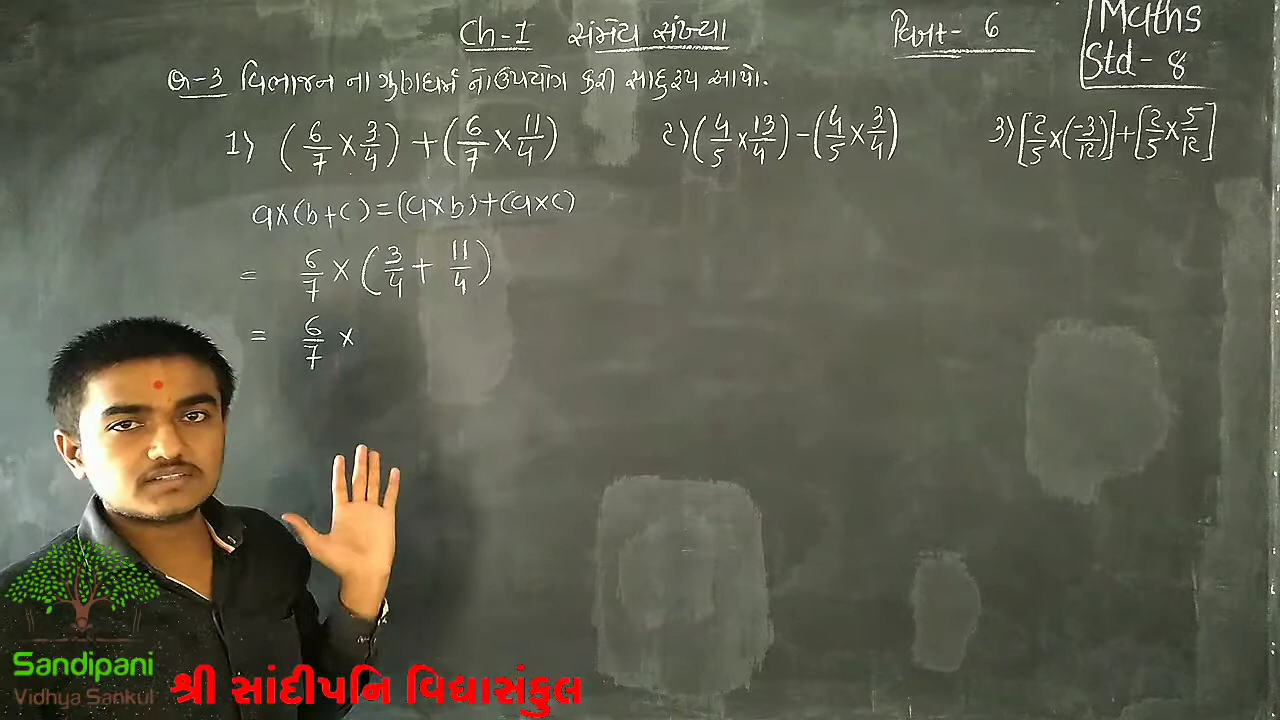 Ch-1 સંમેય સંખ્યા
વિભાગ- 6
Maths
Std - 8
પ્ર-3 વિભાજન ના ગુણધર્મ નો ઉપયોગ કરી સાદુરૂપ આપો.
1) (6/7 × 3/4) + (6/7 × 11/4)
2) (4/5 × 13/4) - (4/5 × 3/4)
3) [2/5 × (-3/12)] + [2/5 × 5/12]
a×(b+c) = (a×b)+(a×c)
= 6/7 × (3/4 + 11/4)
= 6/7 ×
Sandipani
Vidhya Sankul
શ્રી સાંદીપનિ વિદ્યાસંકુલ